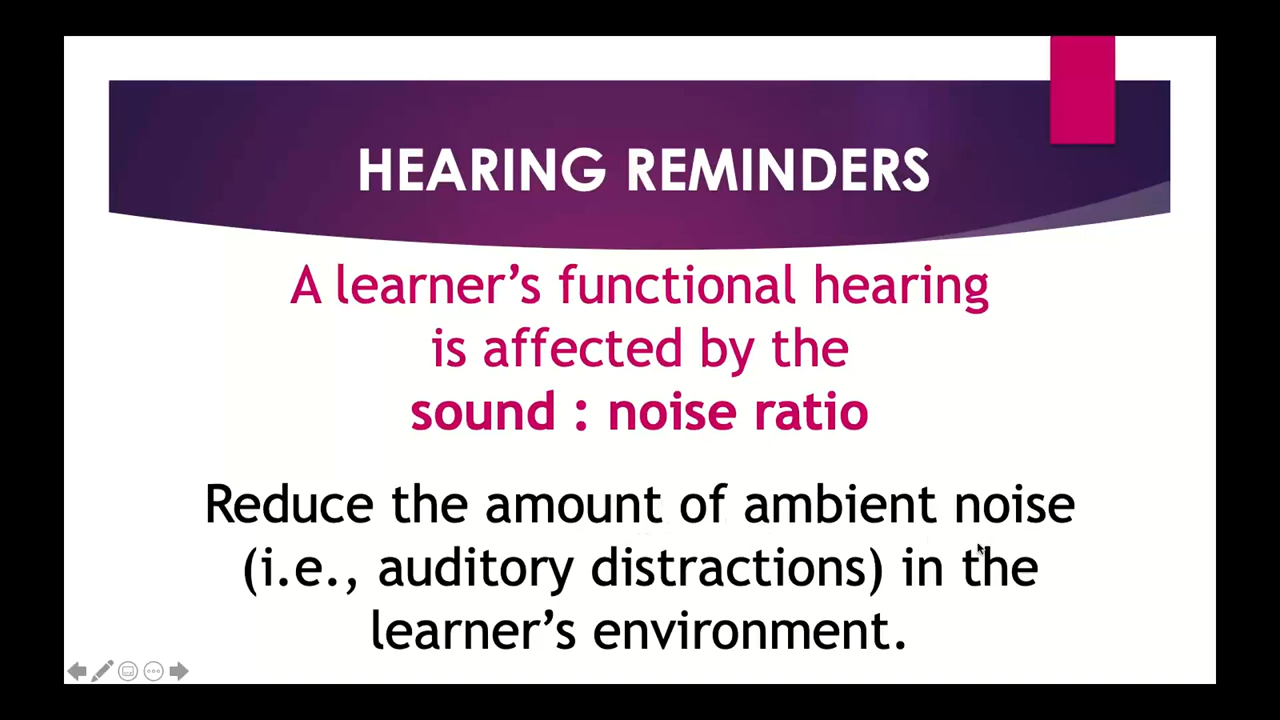 HEARING REMINDERS
A learner’s functional hearing
is affected by the
sound : noise ratio
Reduce the amount of ambient noise
(i.e., auditory distractions) in the
learner’s environment.